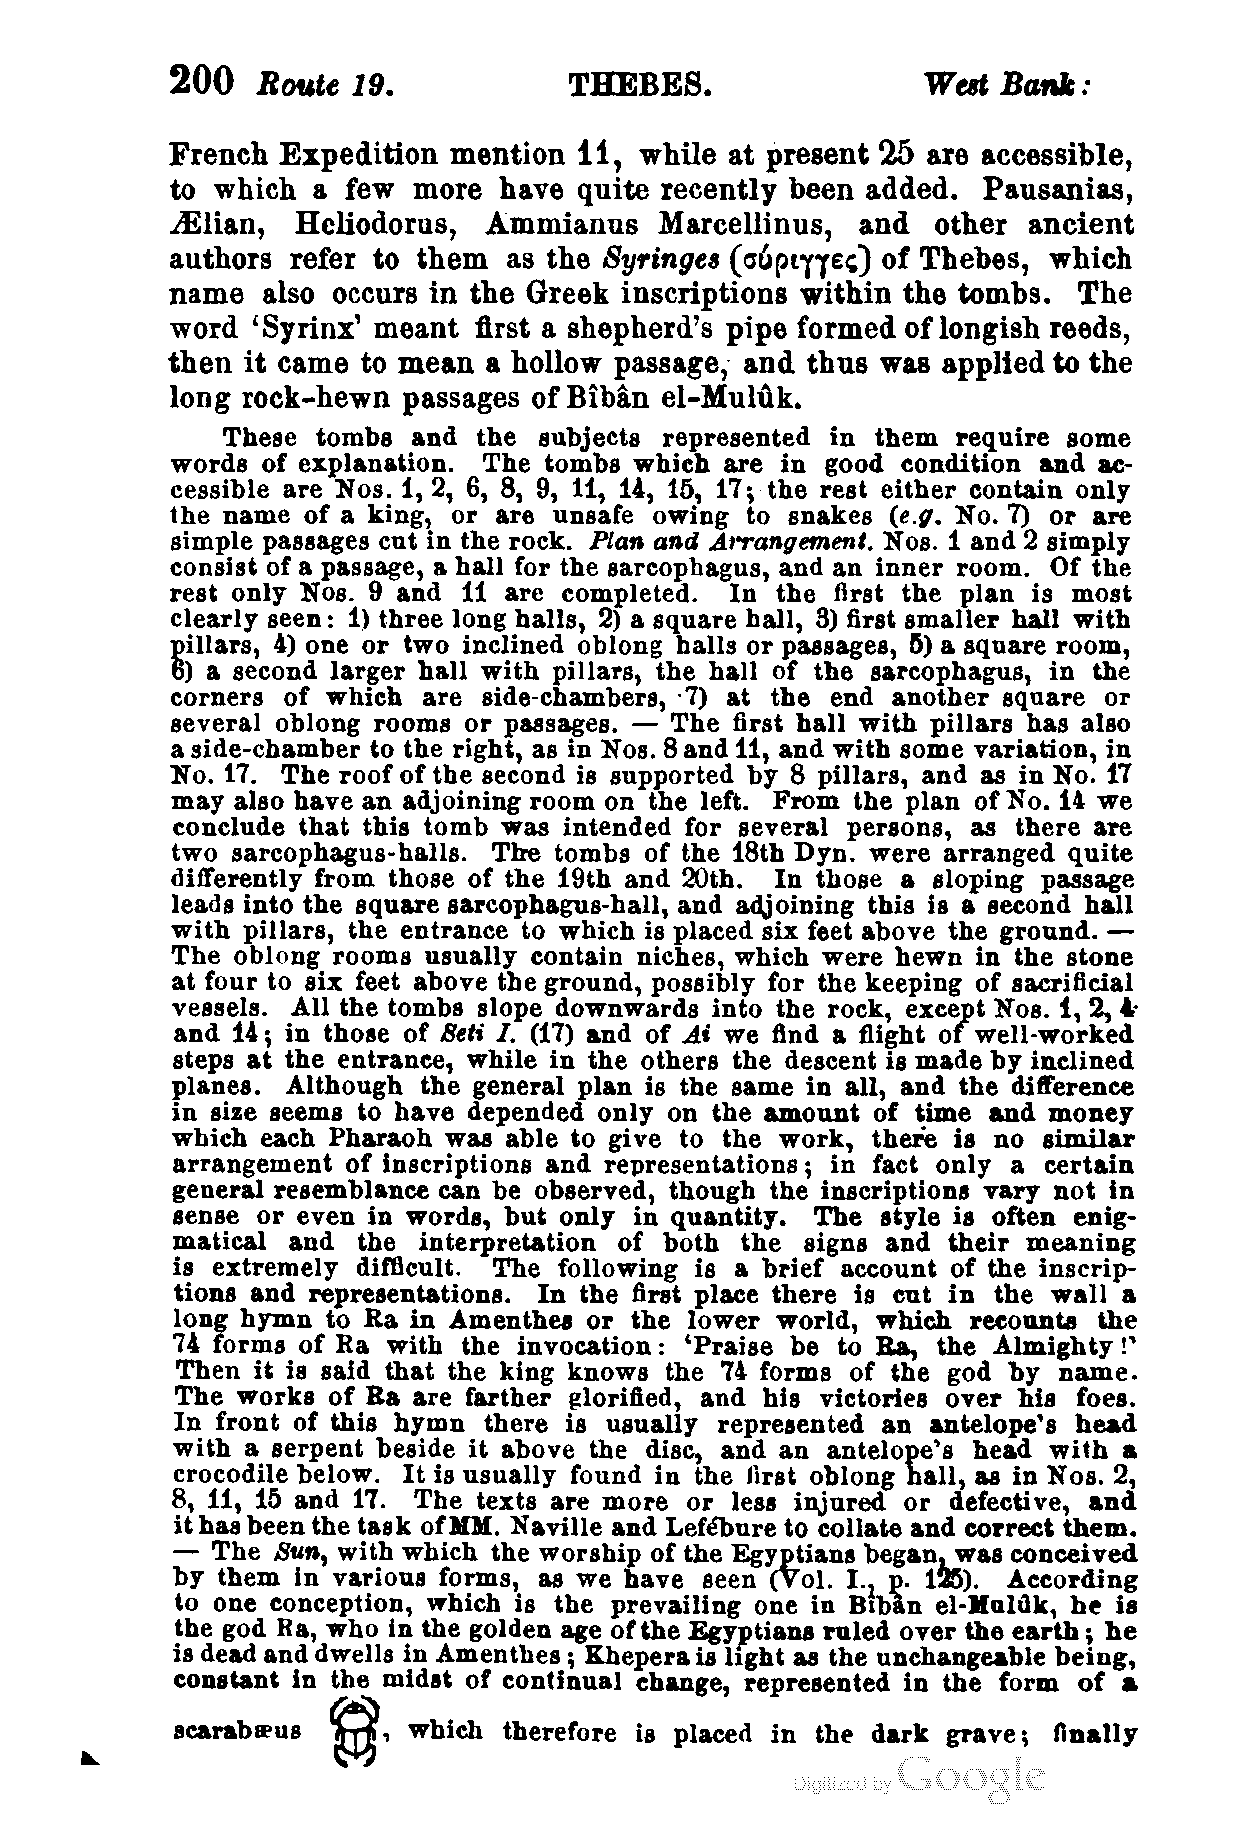 200 Route 19. THEBES. West Bank:
French Expedition mention 11, while at present 25 are accessible,
to which a few more have quite recently been added. Pausanias,
Ælian, Heliodorus, Ammianus Marcellinus, and other ancient
authors refer to them as the Syringes (σύριγγες) of Thebes, which
name also occurs in the Greek inscriptions within the tombs. The
word ‘Syrinx’ meant first a shepherd’s pipe formed of longish reeds,
then it came to mean a hollow passage, and thus was applied to the
long rock-hewn passages of Bîbân el-Mulûk.
These tombs and the subjects represented in them require some
words of explanation. The tombs which are in good condition and ac-
cessible are Nos. 1, 2, 6, 8, 9, 11, 14, 15, 17; the rest either contain only
the name of a king, or are unsafe owing to snakes (e.g. No. 7) or are
simple passages cut in the rock. Plan and Arrangement. Nos. 1 and 2 simply
consist of a passage, a hall for the sarcophagus, and an inner room. Of the
rest only Nos. 9 and 11 are completed. In the first the plan is most
clearly seen: 1) three long halls, 2) a square hall, 3) first smaller hall with
pillars, 4) one or two inclined oblong halls or passages, 5) a square room,
6) a second larger hall with pillars, the hall of the sarcophagus, in the
corners of which are side-chambers, 7) at the end another square or
several oblong rooms or passages. — The first hall with pillars has also
a side-chamber to the right, as in Nos. 8 and 11, and with some variation, in
No. 17. The roof of the second is supported by 8 pillars, and as in No. 17
may also have an adjoining room on the left. From the plan of No. 14 we
conclude that this tomb was intended for several persons, as there are
two sarcophagus-halls. The tombs of the 18th Dyn. were arranged quite
differently from those of the 19th and 20th. In those a sloping passage
leads into the square sarcophagus-hall, and adjoining this is a second hall
with pillars, the entrance to which is placed six feet above the ground. —
The oblong rooms usually contain niches, which were hewn in the stone
at four to six feet above the ground, possibly for the keeping of sacrificial
vessels. All the tombs slope downwards into the rock, except Nos. 1, 2, 4
and 14; in those of Seti I. (17) and of Ai we find a flight of well-worked
steps at the entrance, while in the others the descent is made by inclined
planes. Although the general plan is the same in all, and the difference
in size seems to have depended only on the amount of time and money
which each Pharaoh was able to give to the work, there is no similar
arrangement of inscriptions and representations; in fact only a certain
general resemblance can be observed, though the inscriptions vary not in
sense or even in words, but only in quantity. The style is often enig-
matical and the interpretation of both the signs and their meaning
is extremely difficult. The following is a brief account of the inscrip-
tions and representations. In the first place there is cut in the wall a
long hymn to Ra in Amenthes or the lower world, which recounts the
74 forms of Ra with the invocation: ‘Praise be to Ra, the Almighty!’
Then it is said that the king knows the 74 forms of the god by name.
The works of Ra are farther glorified, and his victories over his foes.
In front of this hymn there is usually represented an antelope’s head
with a serpent beside it above the disc, and an antelope’s head with a
crocodile below. It is usually found in the first oblong hall, as in Nos. 2,
8, 11, 15 and 17. The texts are more or less injured or defective, and
it has been the task of MM. Naville and Lefébure to collate and correct them.
— The Sun, with which the worship of the Egyptians began, was conceived
by them in various forms, as we have seen (Vol. I., p. 125). According
to one conception, which is the prevailing one in Bîbân el-Mulûk, he is
the god Ra, who in the golden age of the Egyptians ruled over the earth; he
is dead and dwells in Amenthes; Khepera is light as the unchangeable being,
constant in the midst of continual change, represented in the form of a
scarabæus , which therefore is placed in the dark grave; finally
Digitized by Google